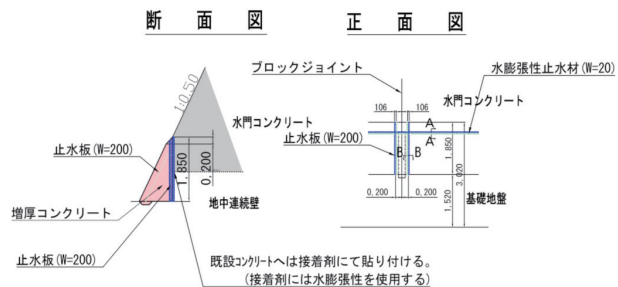 断　面　図
正　面　図
1:0.50
水門コンクリート
止水板(W=200)
1,850
0,200
地中連続壁
増厚コンクリート
止水板(W=200)
既設コンクリートへは接着剤にて貼り付ける。
(接着剤には水膨張性を使用する)
ブロックジョイント
水膨張性止水材(W=20)
106
106
水門コンクリート
A
A
止水板(W=200)
B
B
1,850
3,020
0,200
0,200
1,520
基礎地盤